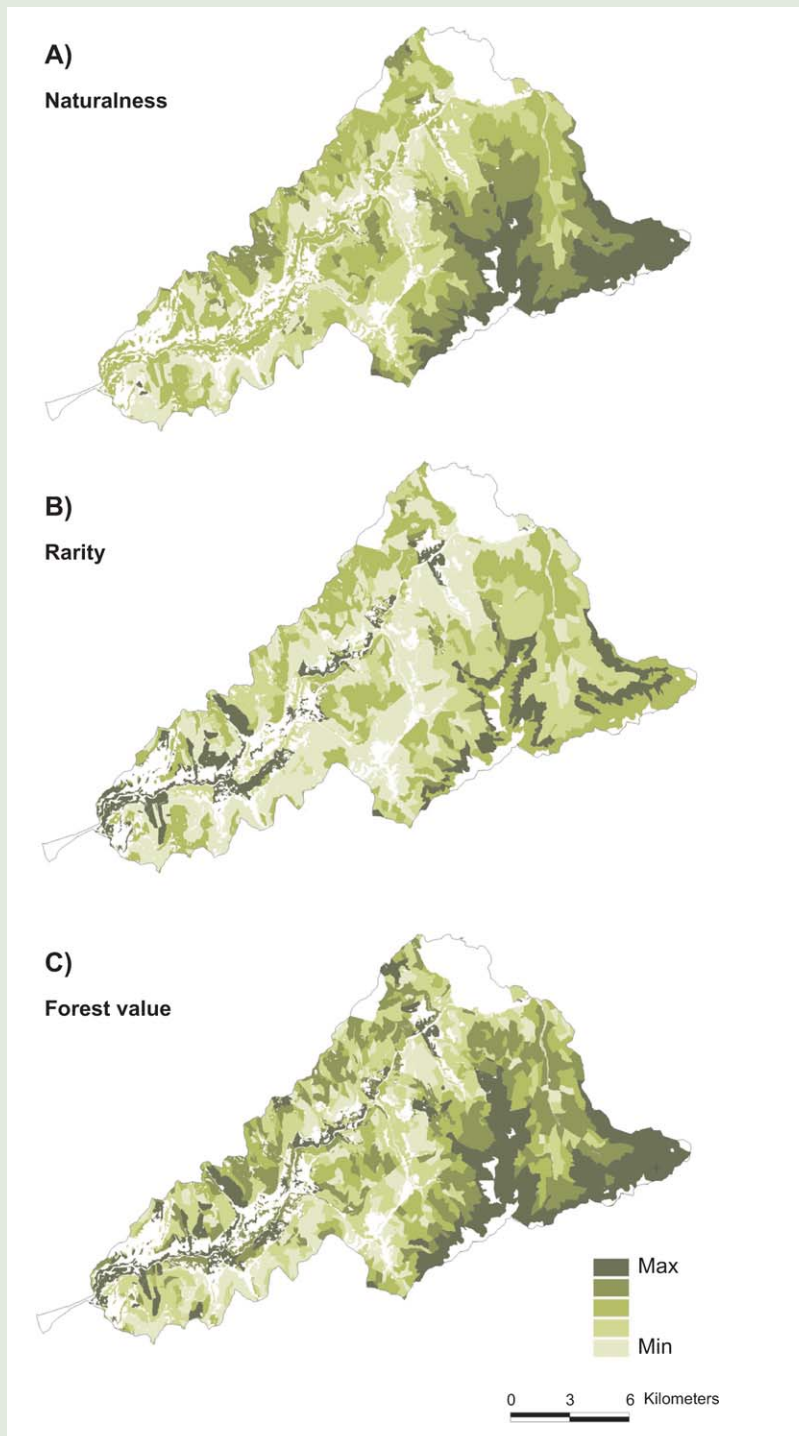 A)
Naturalness
B)
Rarity
C)
Forest value
Max
Min
0 3 6 Kilometers